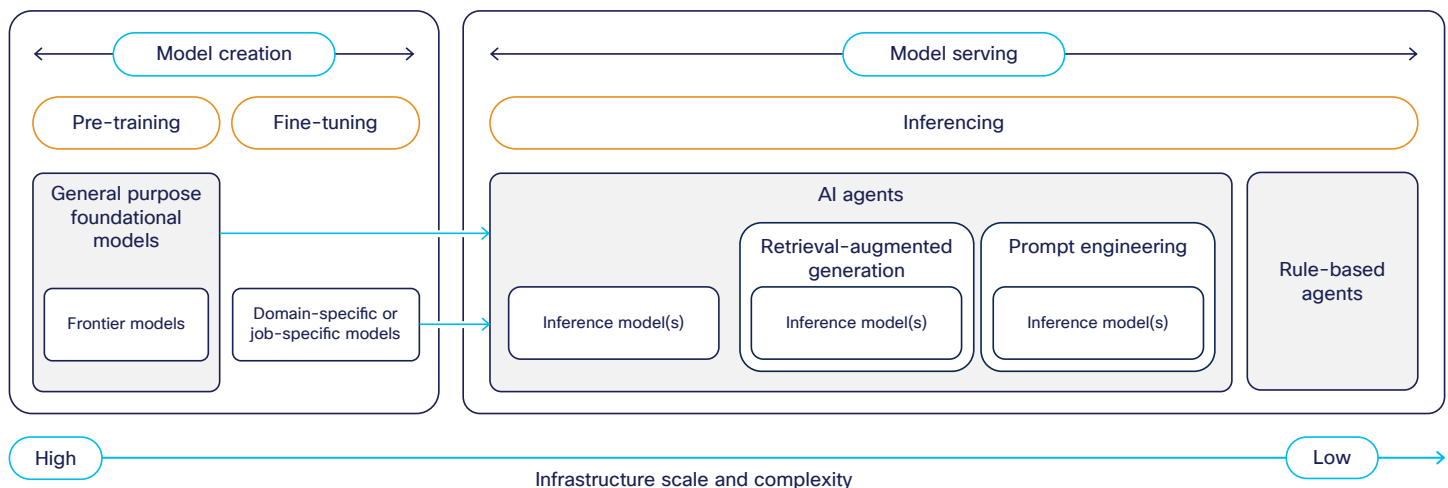 Model creation
Model serving
Pre-training
Fine-tuning
Inferencing
General purpose
foundational
models
Frontier models
Domain-specific or
job-specific models
AI agents
Inference model(s)
Retrieval-augmented
generation
Inference model(s)
Prompt engineering
Inference model(s)
Rule-based
agents
High
Low
Infrastructure scale and complexity